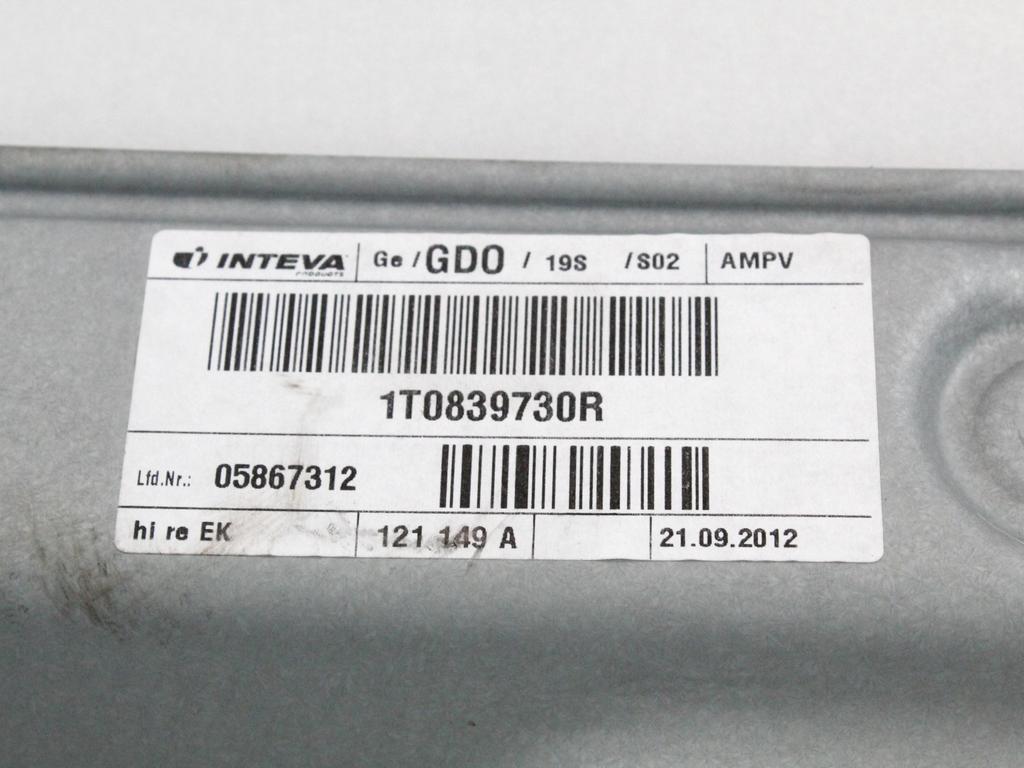 INTEVA PRODUCTS Ge / GDO / 19S / S02 AMPV
1T0839730R
Lfd.Nr.: 05867312
hi re EK 121 149 A 21.09.2012